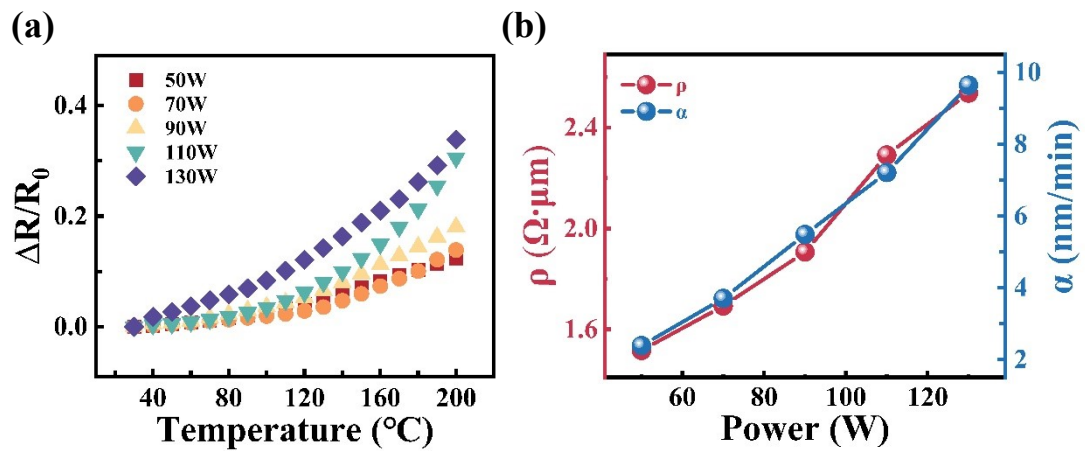 (a)
ΔR/R₀
0.4
0.2
0.0
50W
70W
90W
110W
130W
40 80 120 160 200
Temperature (℃)
(b)
ρ (Ω·μm)
2.4
2.0
1.6
ρ
α
60 80 100 120
Power (W)
10
8
6
4
2
α (nm/min)